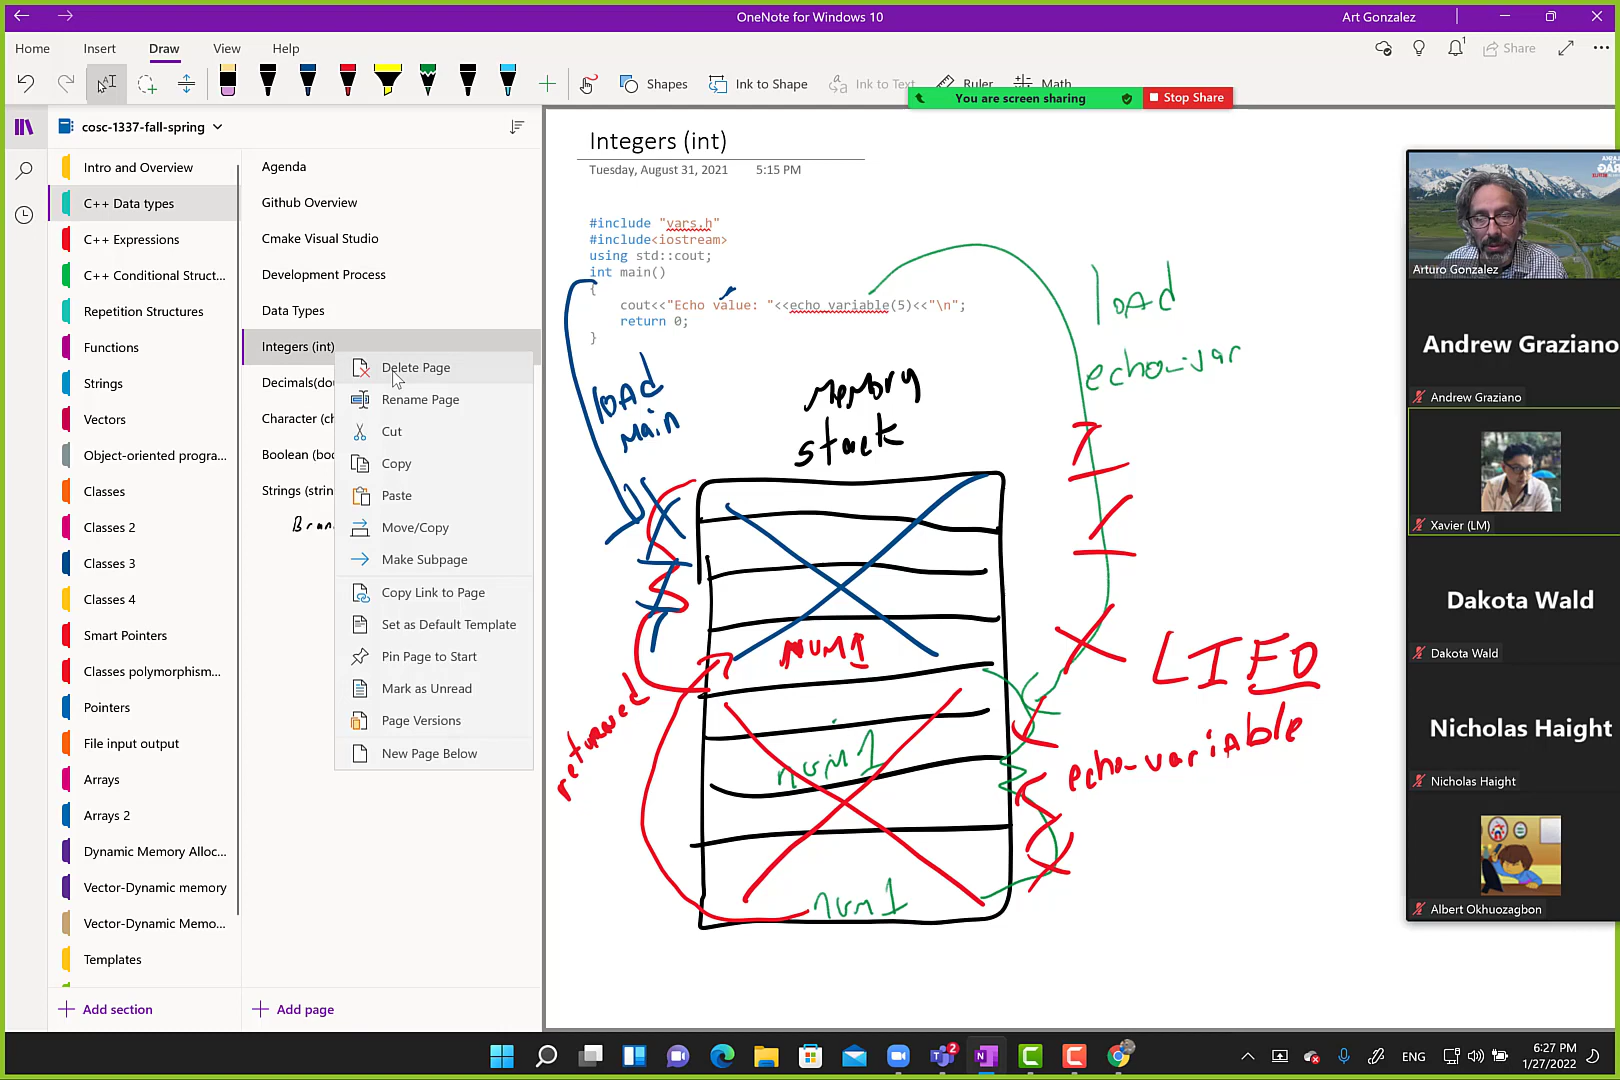 OneNote for Windows 10
Art Gonzalez
Home Insert Draw View Help
1 Share
Shapes Ink to Shape Ink to Text Ruler Math
You are screen sharing Stop Share
cosc-1337-fall-spring
Intro and Overview
C++ Data types
C++ Expressions
C++ Conditional Struct...
Repetition Structures
Functions
Strings
Vectors
Object-oriented progra...
Classes
Classes 2
Classes 3
Classes 4
Smart Pointers
Classes polymorphism...
Pointers
File input output
Arrays
Arrays 2
Dynamic Memory Alloc...
Vector-Dynamic memory
Vector-Dynamic Memo...
Templates
Add section
Agenda
Github Overview
Cmake Visual Studio
Development Process
Data Types
Integers (int)
Decimals(dou
Character (ch
Boolean (boo
Strings (strin
Add page
Delete Page
Rename Page
Cut
Copy
Paste
Move/Copy
Make Subpage
Copy Link to Page
Set as Default Template
Pin Page to Start
Mark as Unread
Page Versions
New Page Below
Integers (int)
Tuesday, August 31, 2021 5:15 PM
#include "vars.h"
#include<iostream>
using std::cout;
int main()
{
cout<<"Echo value: "<<echo_variable(5)<<"\n";
return 0;
}
load
main
Memory
stack
load
echo-var
num1
num1
num1
returned
LIFO
echo-variable
Arturo Gonzalez
Andrew Graziano
Andrew Graziano
Xavier (LM)
Dakota Wald
Dakota Wald
Nicholas Haight
Nicholas Haight
Albert Okhuozagbon
2
ENG
6:27 PM
1/27/2022